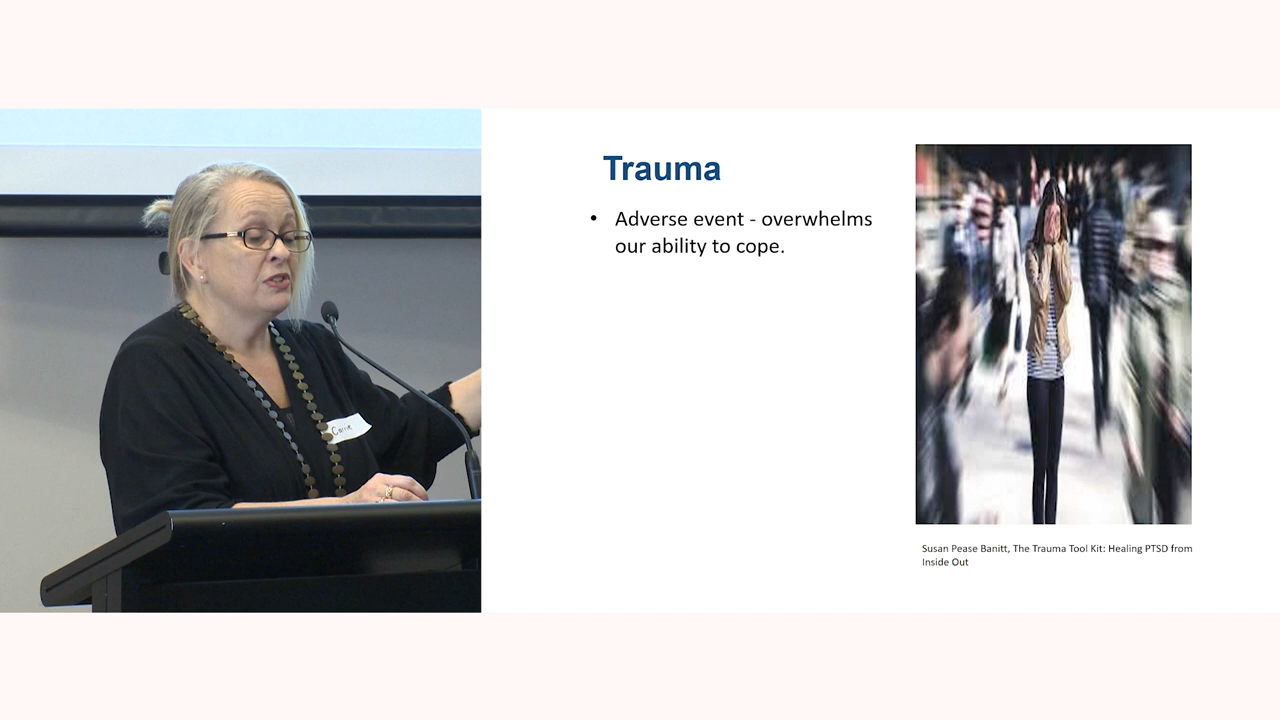 Trauma
• Adverse event - overwhelms
our ability to cope.
Susan Pease Banitt, The Trauma Tool Kit: Healing PTSD from
Inside Out